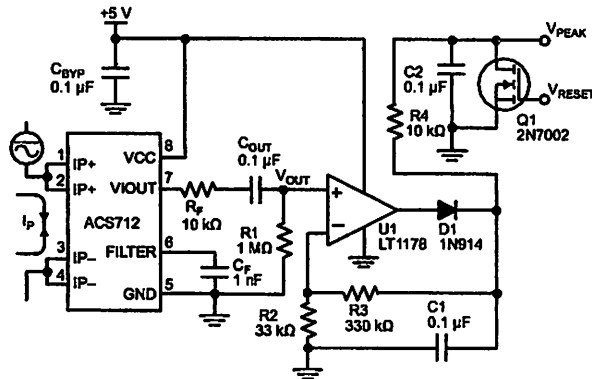 +5 V
CBYP
0.1 µF
VCC
8
1
IP+
2
IP+
VIOUT
7
IP
ACS712
FILTER
6
3
IP–
4
IP–
GND
5
RF
10 kΩ
COUT
0.1 µF
VOUT
R1
1 MΩ
CF
1 nF
+
–
U1
LT1178
D1
1N914
R2
33 kΩ
R3
330 kΩ
C1
0.1 µF
R4
10 kΩ
C2
0.1 µF
VPEAK
VRESET
Q1
2N7002